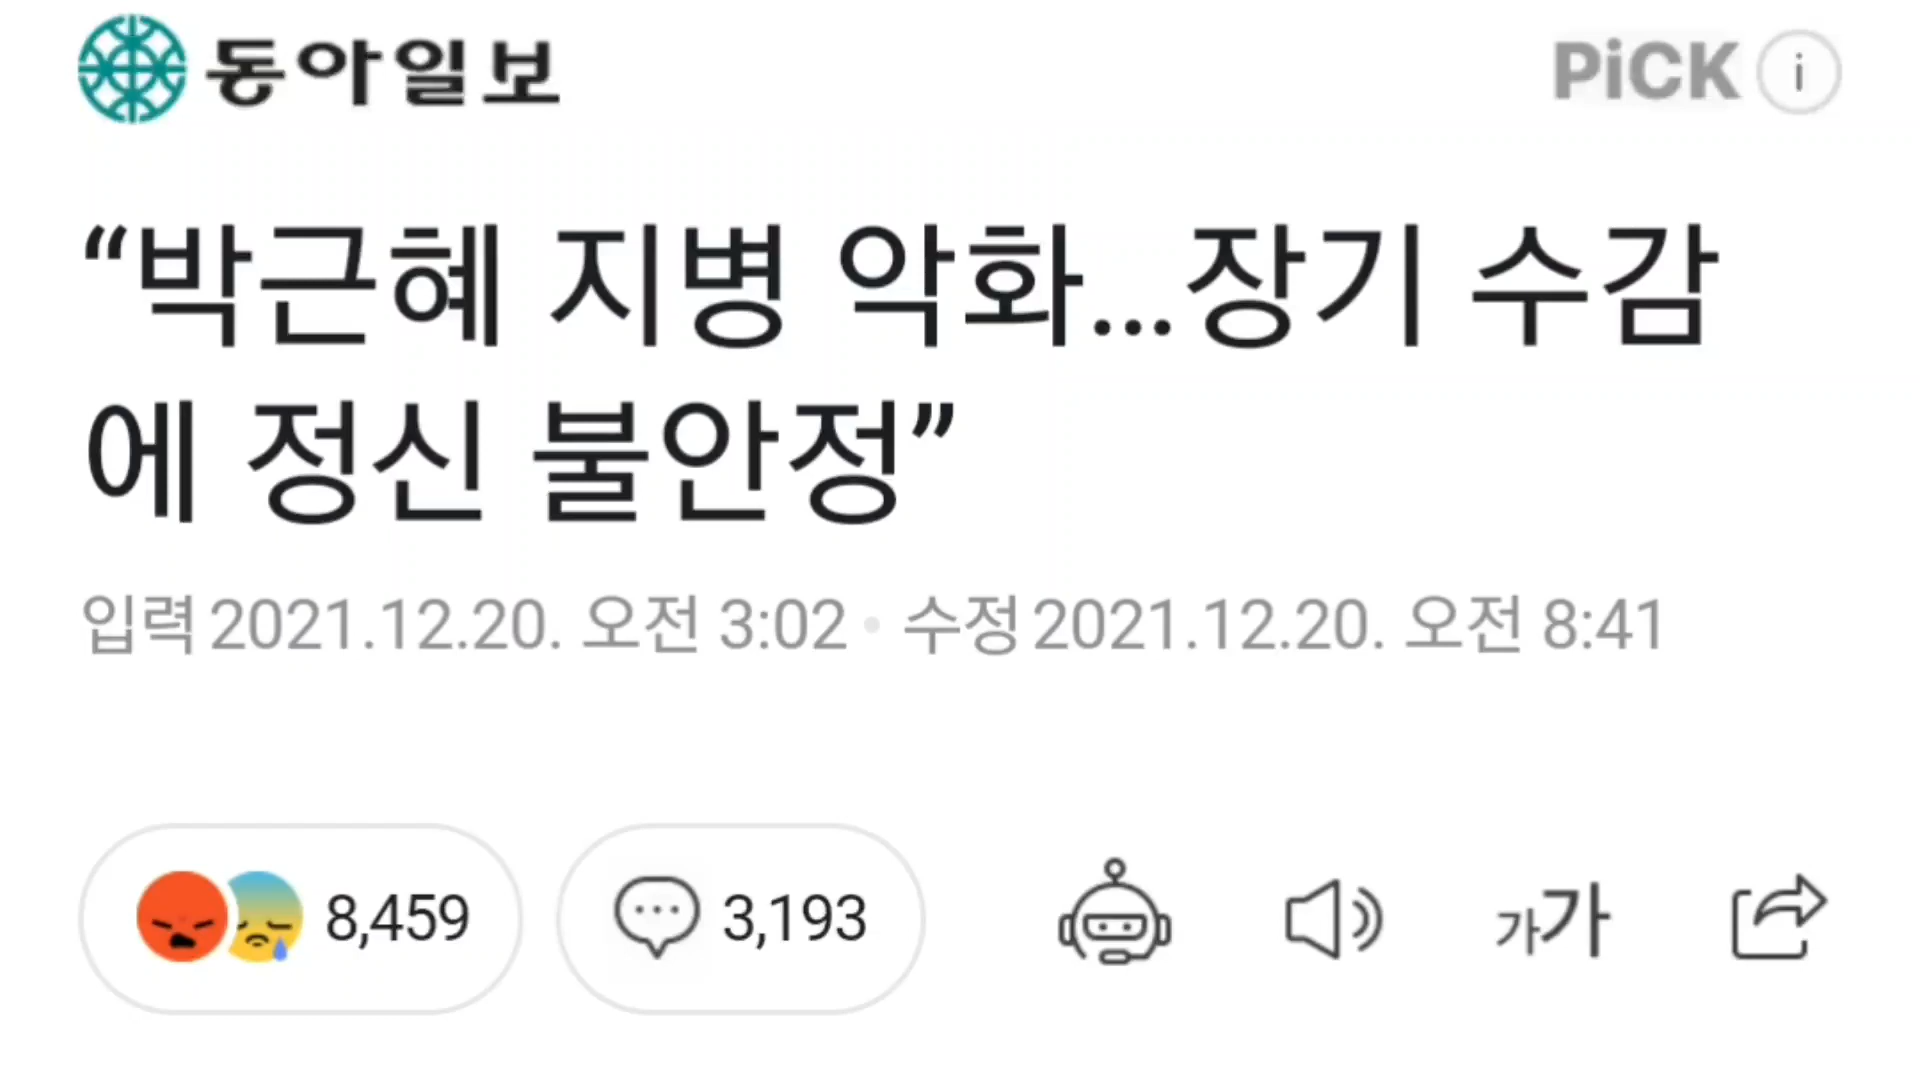 동아일보
PiCK i
“박근혜 지병 악화...장기 수감
에 정신 불안정”
입력 2021.12.20. 오전 3:02 · 수정 2021.12.20. 오전 8:41
8,459 3,193 가가